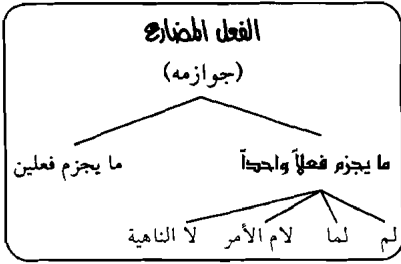 الفعل المضارع
(جوازمه)
ما يجزم فعلاً واحداً ما يجزم فعلين
لم لما لام الأمر لا الناهية